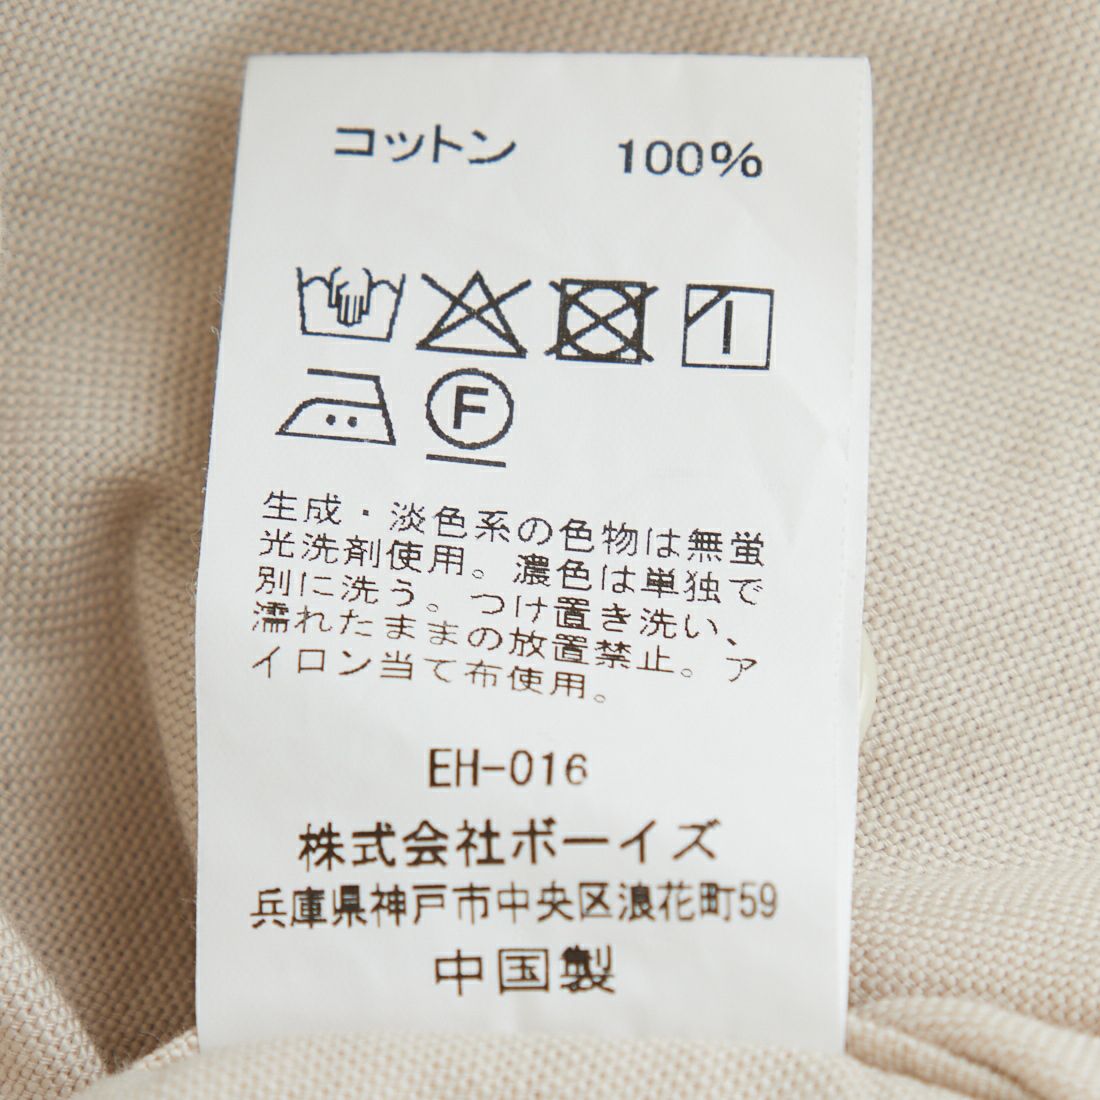 コットン 100%
F
生成・淡色系の色物は無蛍
光洗剤使用。濃色は単独で
別に洗う。つけ置き洗い、
濡れたままの放置禁止。ア
イロン当て布使用。
EH-016
株式会社ボーイズ
兵庫県神戸市中央区浪花町59
中国製